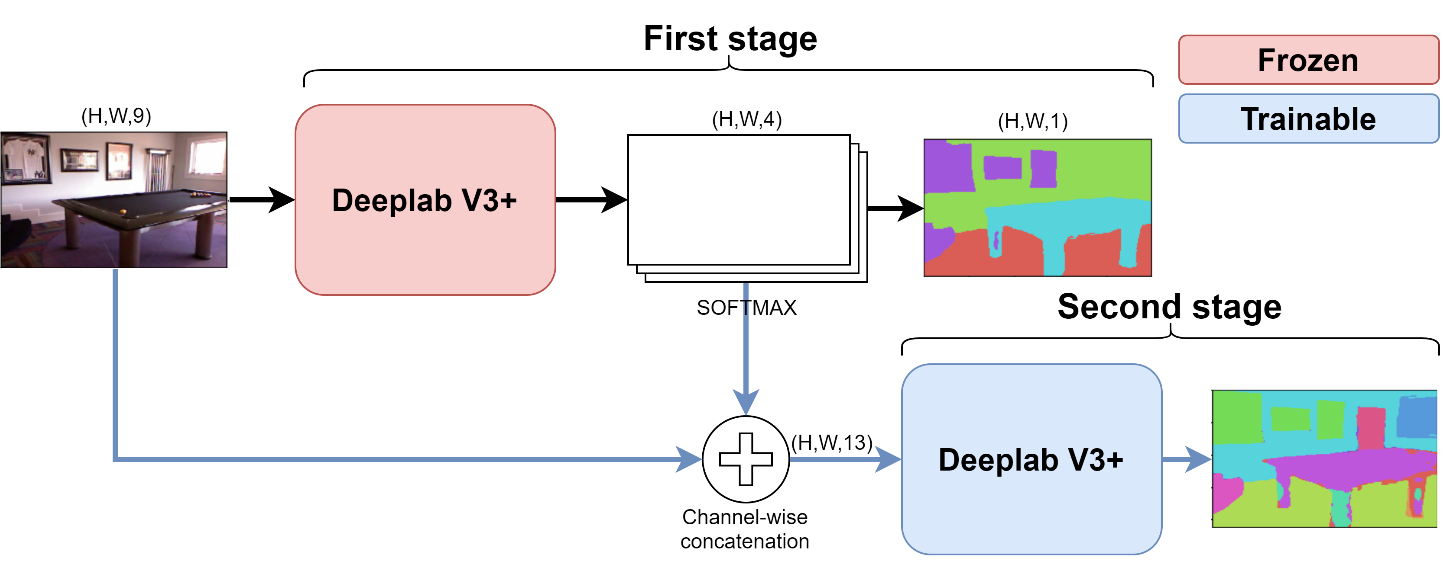 First stage
Frozen
Trainable
(H,W,9)
(H,W,4)
(H,W,1)
Deeplab V3+
SOFTMAX
Second stage
(H,W,13)
Deeplab V3+
Channel-wise
concatenation